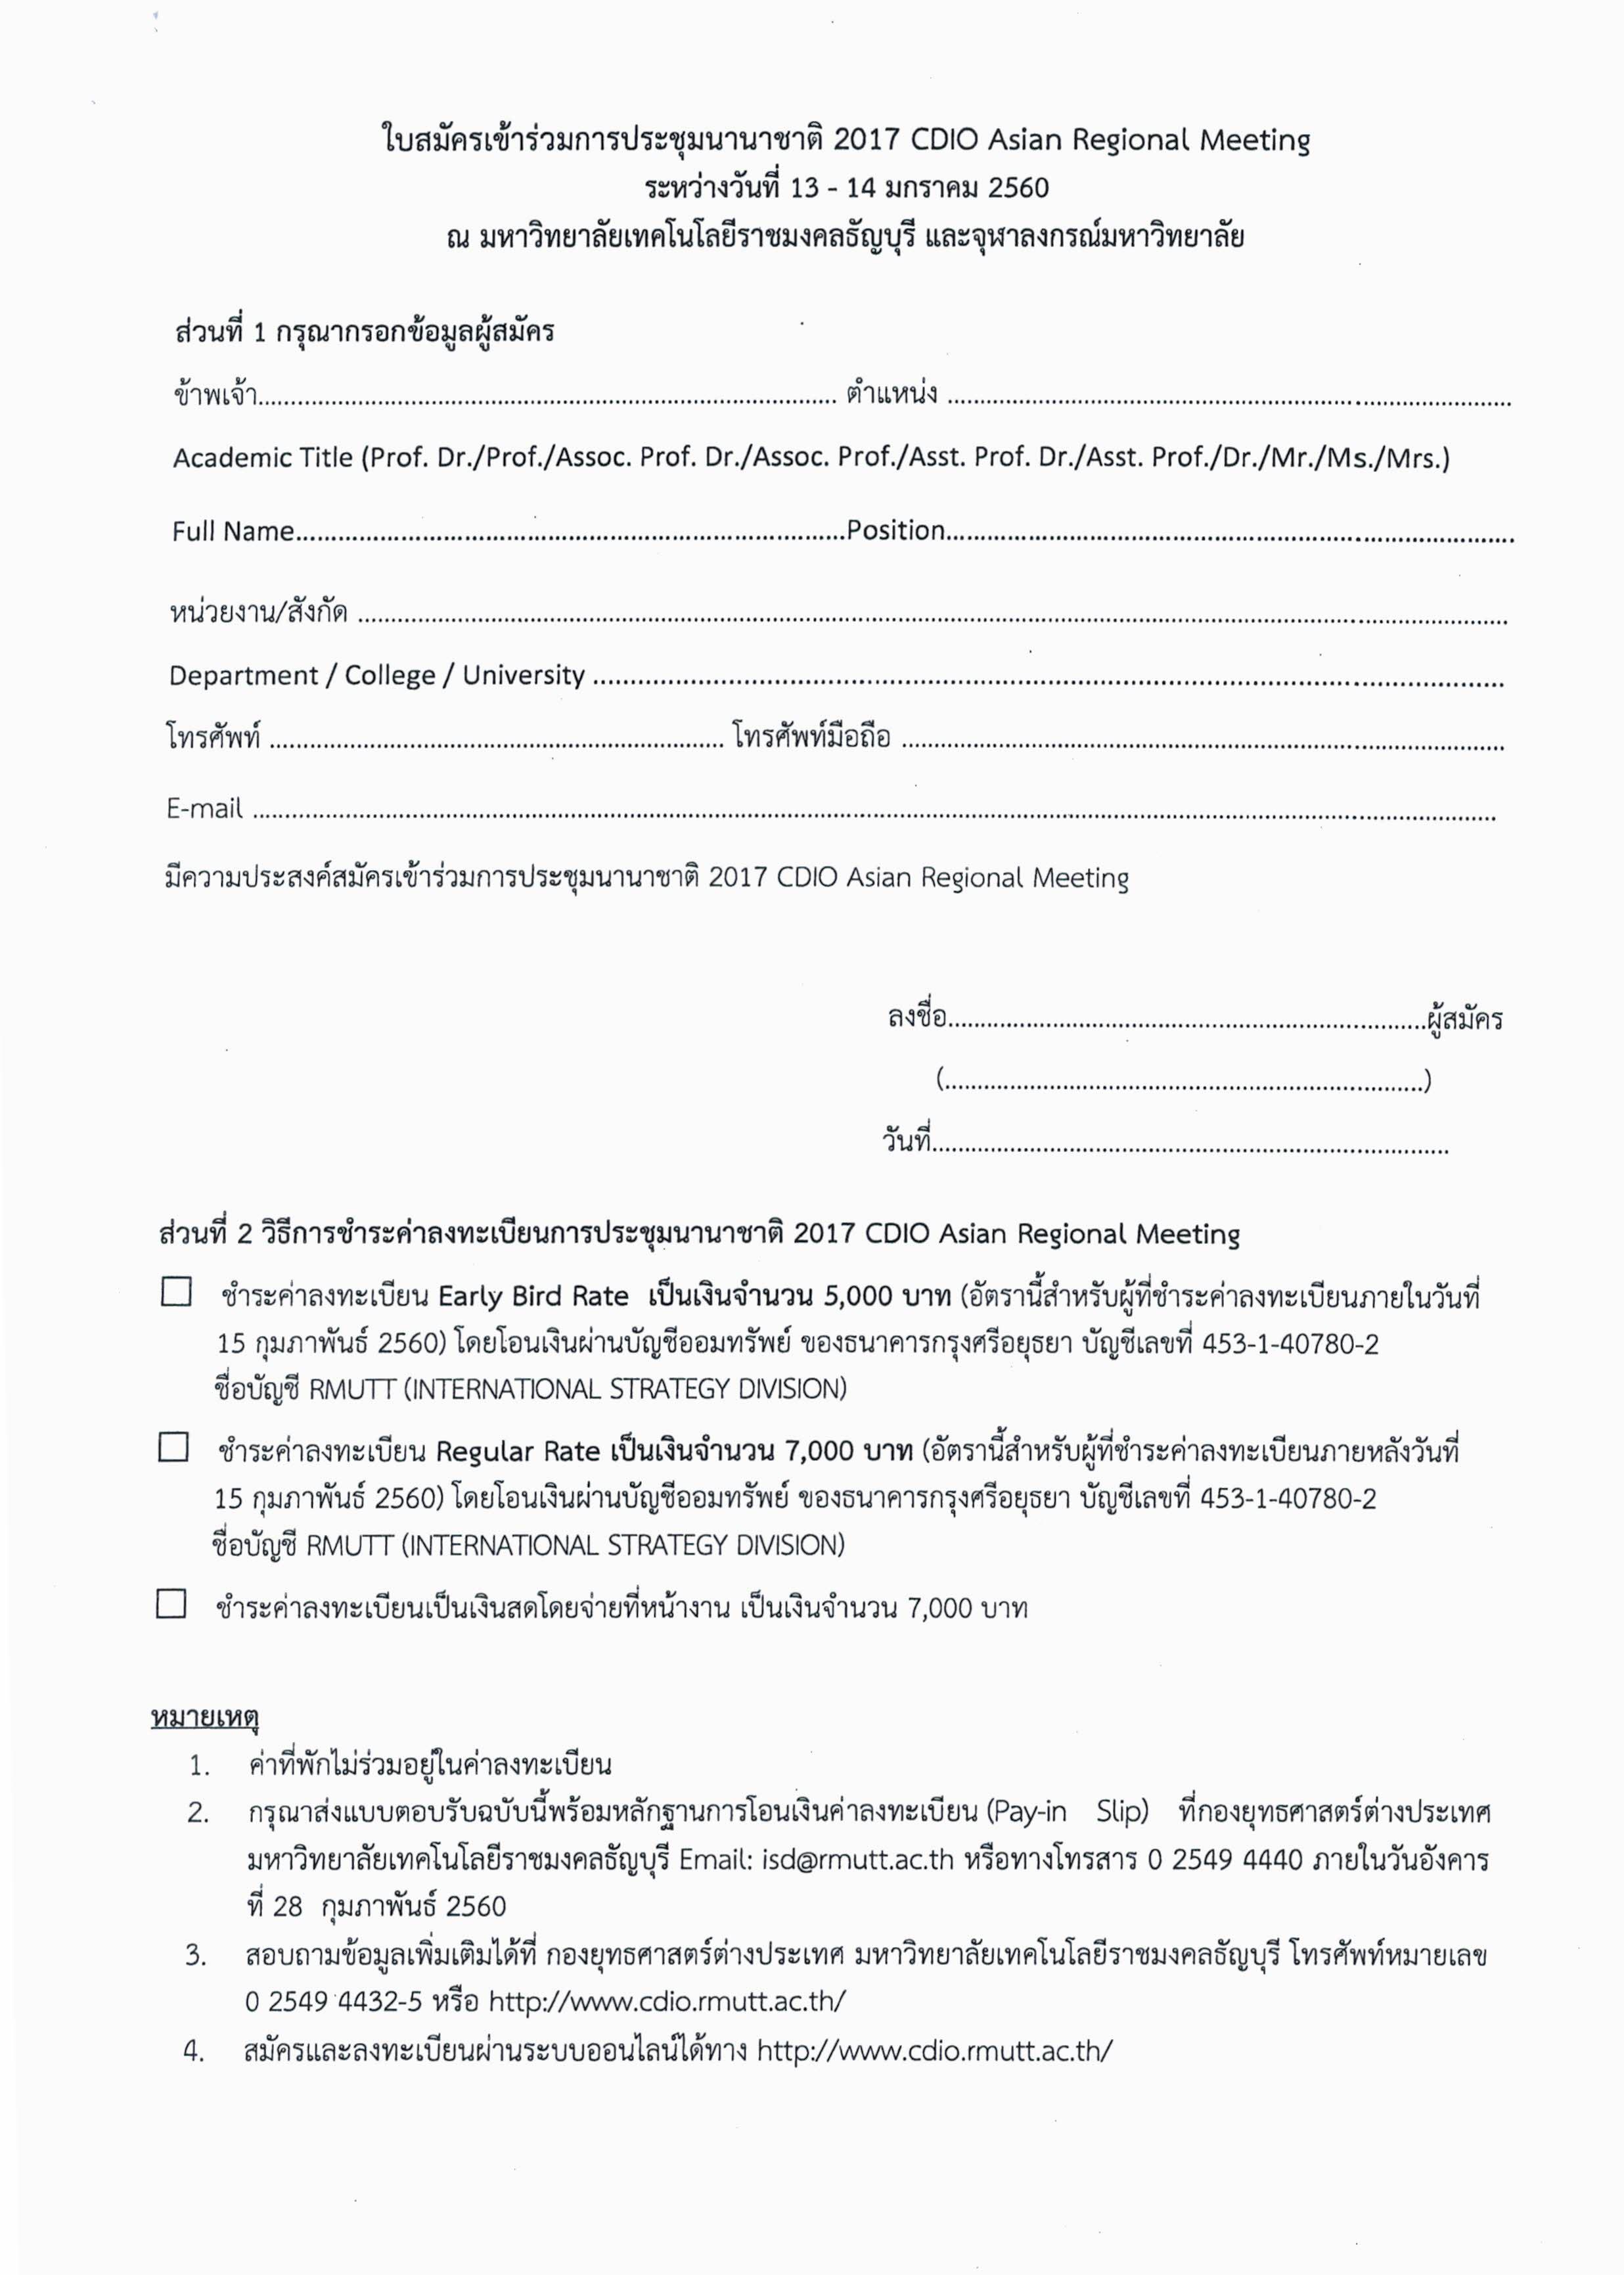 ใบสมัครเข้าร่วมการประชุมนานาชาติ 2017 CDIO Asian Regional Meeting
ระหว่างวันที่ 13 - 14 มกราคม 2560
ณ มหาวิทยาลัยเทคโนโลยีราชมงคลธัญบุรี และจุฬาลงกรณ์มหาวิทยาลัย
ส่วนที่ 1 กรุณากรอกข้อมูลผู้สมัคร
ข้าพเจ้า.................................................. ตำแหน่ง ..................................................
Academic Title (Prof. Dr./Prof./Assoc. Prof. Dr./Assoc. Prof./Asst. Prof. Dr./Asst. Prof./Dr./Mr./Ms./Mrs.)
Full Name..................................................Position..................................................
หน่วยงาน/สังกัด ..................................................
Department / College / University ..................................................
โทรศัพท์ .................................................. โทรศัพท์มือถือ ..................................................
E-mail ..................................................
มีความประสงค์สมัครเข้าร่วมการประชุมนานาชาติ 2017 CDIO Asian Regional Meeting
ลงชื่อ..................................................ผู้สมัคร
(..................................................)
วันที่..................................................
ส่วนที่ 2 วิธีการชำระค่าลงทะเบียนการประชุมนานาชาติ 2017 CDIO Asian Regional Meeting
ชำระค่าลงทะเบียน Early Bird Rate เป็นเงินจำนวน 5,000 บาท (อัตรานี้สำหรับผู้ที่ชำระค่าลงทะเบียนภายในวันที่
15 กุมภาพันธ์ 2560) โดยโอนเงินผ่านบัญชีออมทรัพย์ ของธนาคารกรุงศรีอยุธยา บัญชีเลขที่ 453-1-40780-2
ชื่อบัญชี RMUTT (INTERNATIONAL STRATEGY DIVISION)
ชำระค่าลงทะเบียน Regular Rate เป็นเงินจำนวน 7,000 บาท (อัตรานี้สำหรับผู้ที่ชำระค่าลงทะเบียนภายหลังวันที่
15 กุมภาพันธ์ 2560) โดยโอนเงินผ่านบัญชีออมทรัพย์ ของธนาคารกรุงศรีอยุธยา บัญชีเลขที่ 453-1-40780-2
ชื่อบัญชี RMUTT (INTERNATIONAL STRATEGY DIVISION)
ชำระค่าลงทะเบียนเป็นเงินสดโดยจ่ายที่หน้างาน เป็นเงินจำนวน 7,000 บาท
หมายเหตุ
1. ค่าที่พักไม่ร่วมอยู่ในค่าลงทะเบียน
2. กรุณาส่งแบบตอบรับฉบับนี้พร้อมหลักฐานการโอนเงินค่าลงทะเบียน (Pay-in Slip) ที่กองยุทธศาสตร์ต่างประเทศ
มหาวิทยาลัยเทคโนโลยีราชมงคลธัญบุรี Email: isd@rmutt.ac.th หรือทางโทรสาร 0 2549 4440 ภายในวันอังคาร
ที่ 28 กุมภาพันธ์ 2560
3. สอบถามข้อมูลเพิ่มเติมได้ที่ กองยุทธศาสตร์ต่างประเทศ มหาวิทยาลัยเทคโนโลยีราชมงคลธัญบุรี โทรศัพท์หมายเลข
0 2549 4432-5 หรือ http://www.cdio.rmutt.ac.th/
4. สมัครและลงทะเบียนผ่านระบบออนไลน์ได้ทาง http://www.cdio.rmutt.ac.th/